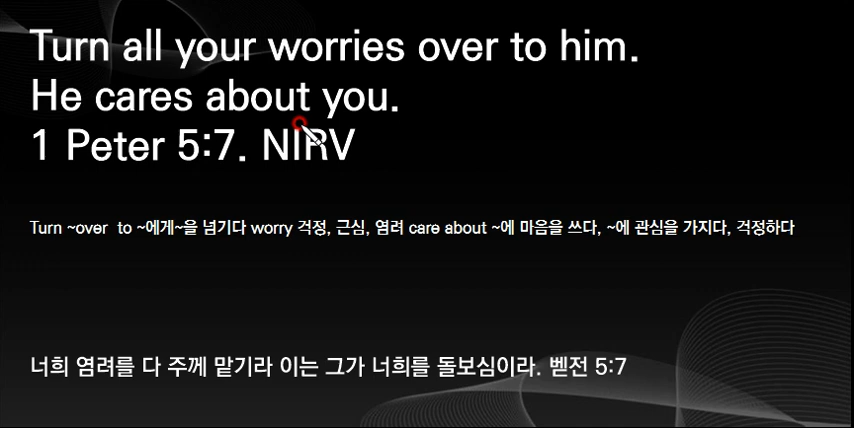 Turn all your worries over to him.
He cares about you.
1 Peter 5:7. NIRV
Turn ~over to ~에게~을 넘기다 worry 걱정, 근심, 염려 care about ~에 마음을 쓰다, ~에 관심을 가지다, 걱정하다
너희 염려를 다 주께 맡기라 이는 그가 너희를 돌보심이라. 벧전 5:7